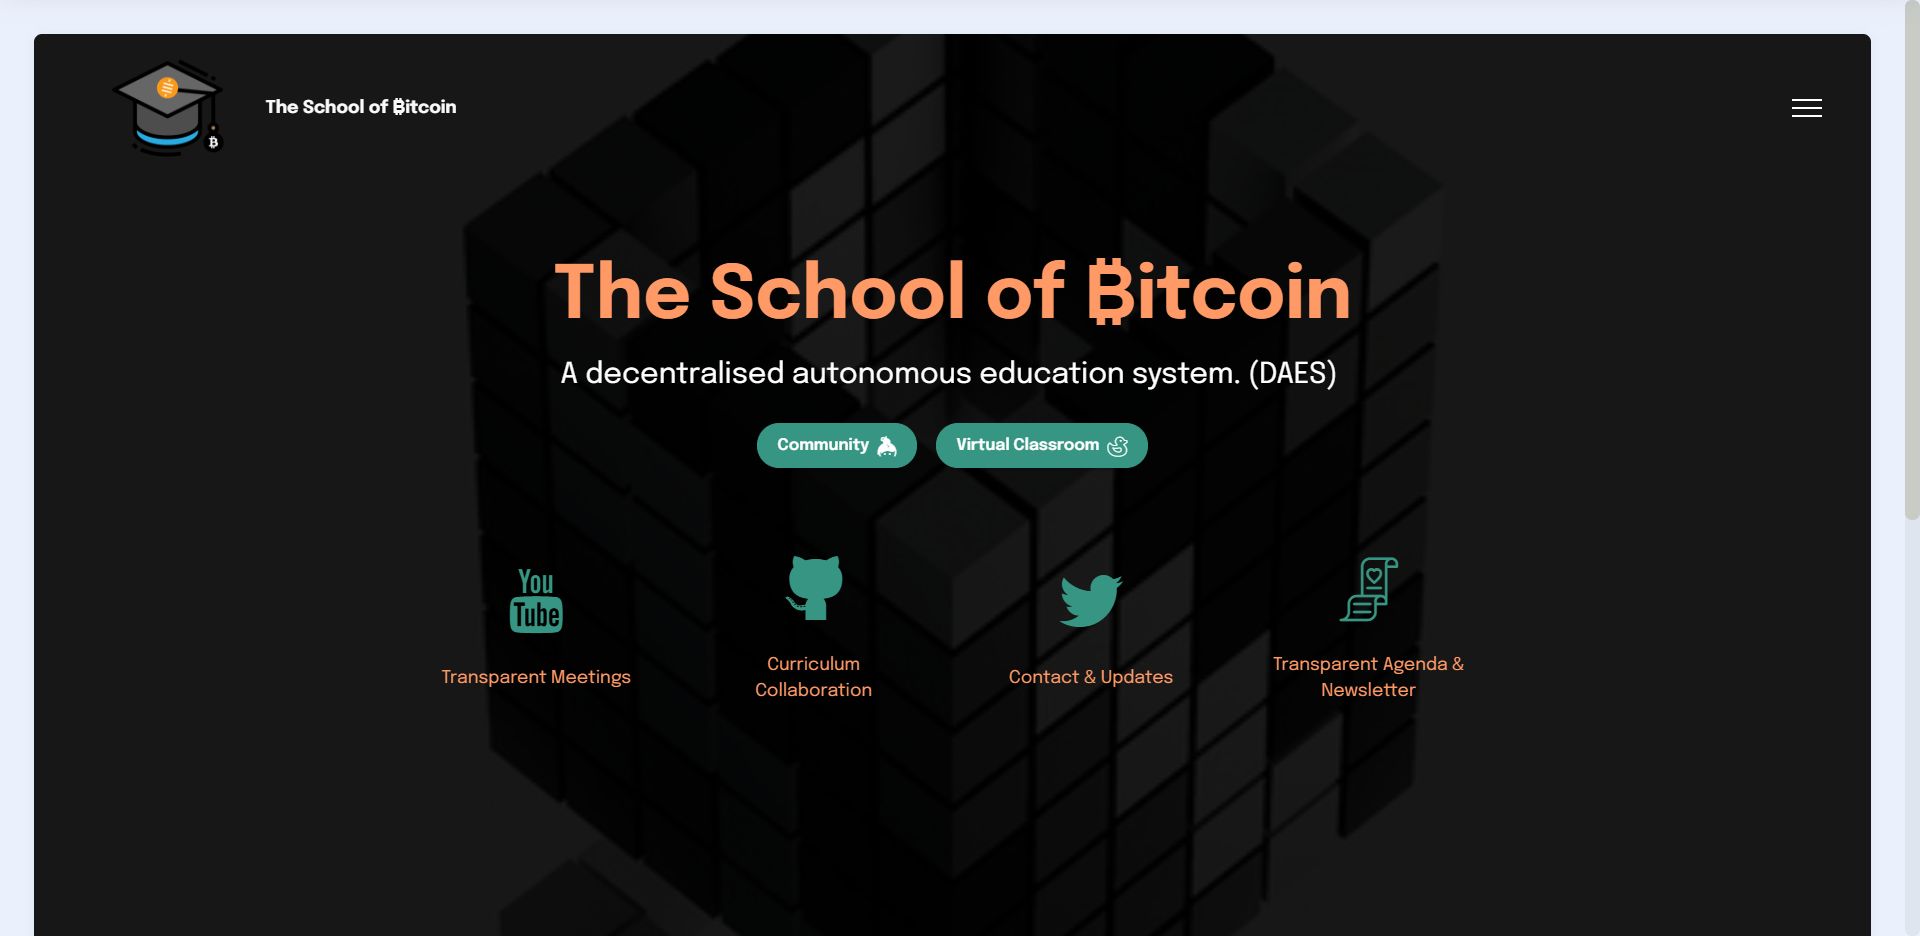 The School of ₿itcoin
The School of ₿itcoin
A decentralised autonomous education system. (DAES)
Community
Virtual Classroom
You
Tube
Transparent Meetings
Curriculum
Collaboration
Contact & Updates
Transparent Agenda &
Newsletter